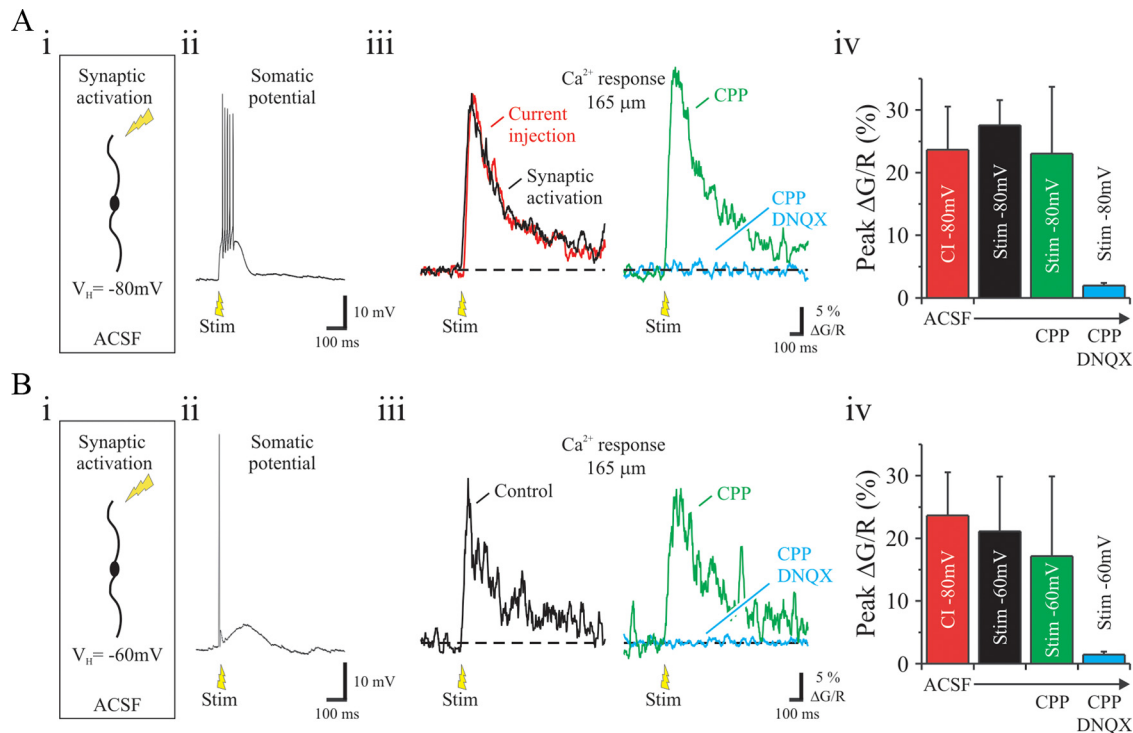 A
i
Synaptic
activation
V_H= -80mV
ACSF
ii
Somatic
potential
Stim
10 mV
100 ms
iii
Ca²⁺ response
165 µm
Current
injection
Synaptic
activation
Stim
CPP
CPP
DNQX
Stim
5 %
ΔG/R
100 ms
iv
Peak ΔG/R (%)
30
20
10
0
CI -80mV
Stim -80mV
Stim -80mV
Stim -80mV
ACSF
CPP
CPP
DNQX
B
i
Synaptic
activation
V_H= -60mV
ACSF
ii
Somatic
potential
Stim
10 mV
100 ms
iii
Ca²⁺ response
165 µm
Control
Stim
CPP
CPP
DNQX
Stim
5 %
ΔG/R
100 ms
iv
Peak ΔG/R (%)
30
20
10
0
CI -80mV
Stim -60mV
Stim -60mV
Stim -60mV
ACSF
CPP
CPP
DNQX